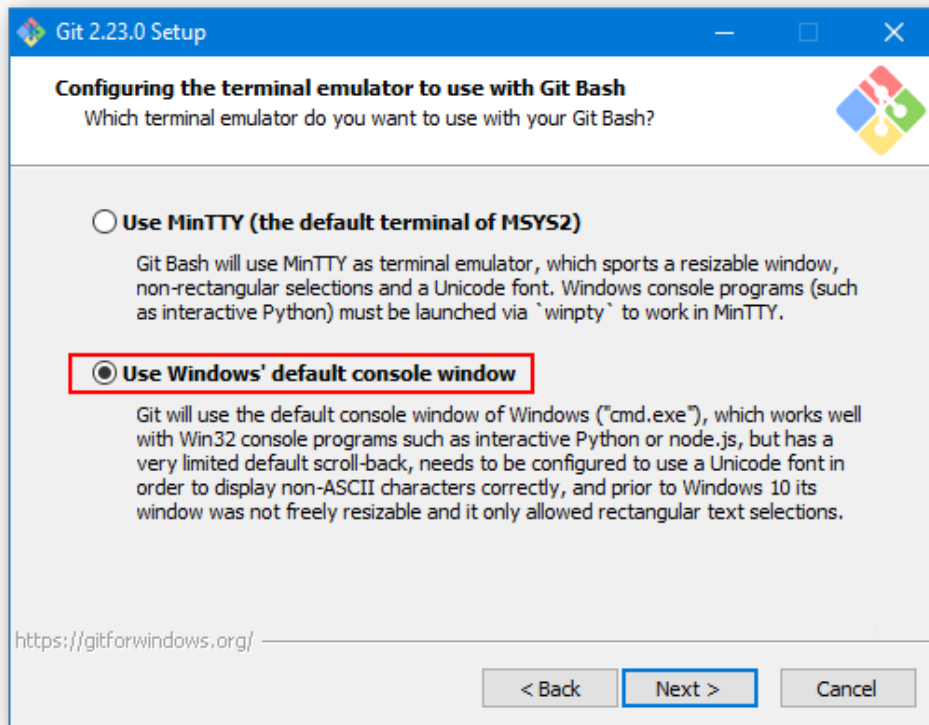 Git 2.23.0 Setup
Configuring the terminal emulator to use with Git Bash
Which terminal emulator do you want to use with your Git Bash?
Use MinTTY (the default terminal of MSYS2)
Git Bash will use MinTTY as terminal emulator, which sports a resizable window,
non-rectangular selections and a Unicode font. Windows console programs (such
as interactive Python) must be launched via `winpty` to work in MinTTY.
Use Windows' default console window
Git will use the default console window of Windows ("cmd.exe"), which works well
with Win32 console programs such as interactive Python or node.js, but has a
very limited default scroll-back, needs to be configured to use a Unicode font in
order to display non-ASCII characters correctly, and prior to Windows 10 its
window was not freely resizable and it only allowed rectangular text selections.
https://gitforwindows.org/
< Back Next > Cancel